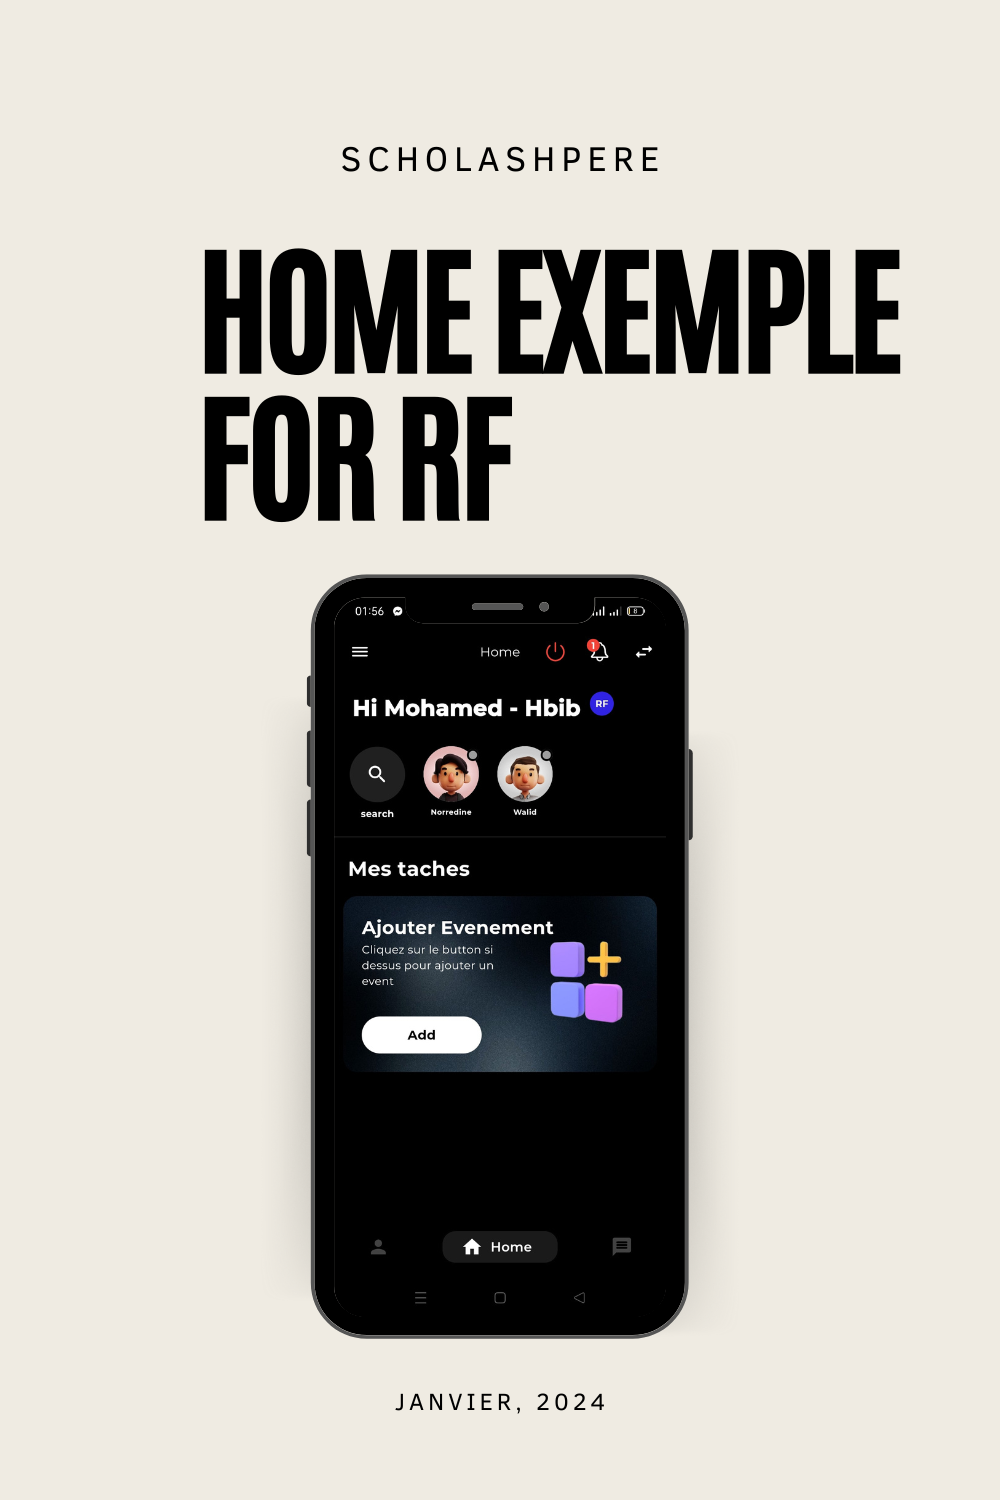 SCHOLASHPERE
HOME EXEMPLE
FOR RF
01:56
8
Home
1
Hi Mohamed - Hbib RF
search
Norredine
Walid
Mes taches
Ajouter Evenement
Cliquez sur le button si
dessus pour ajouter un
event
Add
Home
JANVIER, 2024